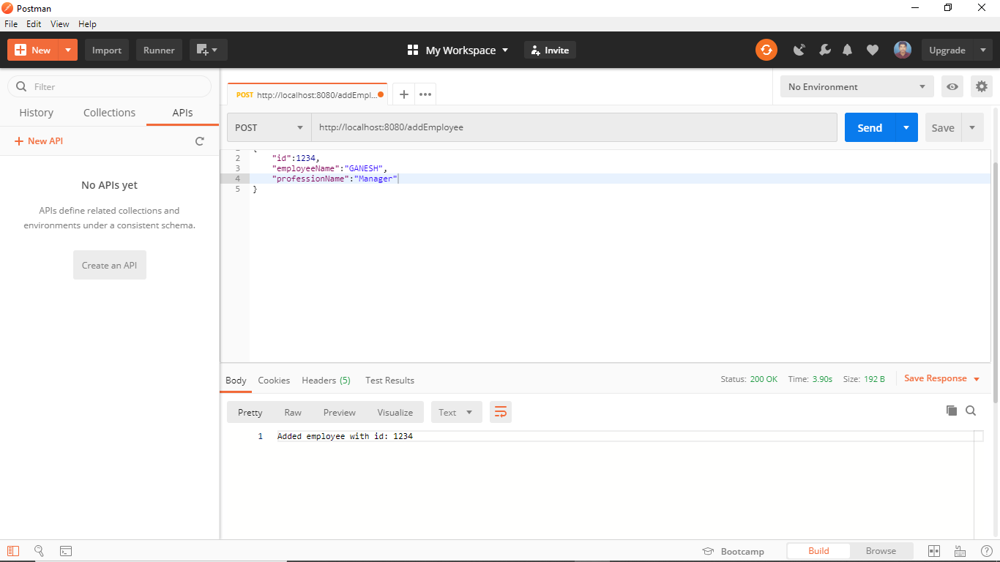 Postman
File Edit View Help
New Import Runner My Workspace Invite Upgrade
Filter
History Collections APIs
New API
No APIs yet
APIs define related collections and
environments under a consistent schema.
Create an API
POST http://localhost:8080/addEmpl...
No Environment
POST http://localhost:8080/addEmployee Send Save
2 "id":1234,
3 "employeeName":"GANESH",
4 "professionName":"Manager"
5 }
Body Cookies Headers (5) Test Results Status: 200 OK Time: 3.90s Size: 192 B Save Response
Pretty Raw Preview Visualize Text
1 Added employee with id: 1234
Bootcamp Build Browse